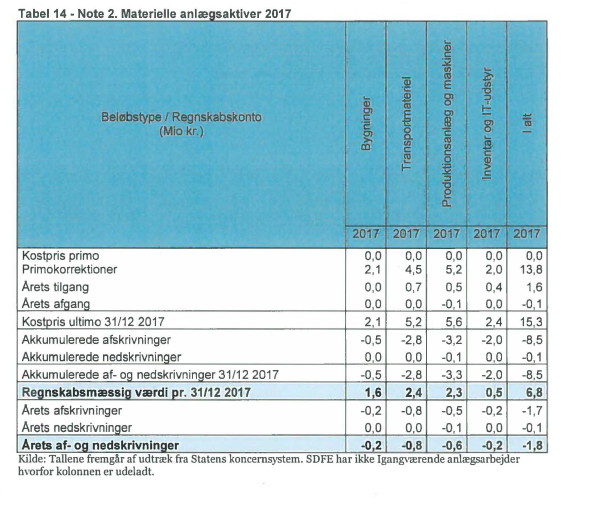 Tabel 14 - Note 2. Materielle anlægsaktiver 2017
Beløbstype / Regnskabskonto
(Mio kr.)
Bygninger
Transportmateriel
Produktionsanlæg og maskiner
Inventar og IT-udstyr
I alt
2017 2017 2017 2017 2017
Kostpris primo 0,0 0,0 0,0 0,0 0,0
Primokorrektioner 2,1 4,5 5,2 2,0 13,8
Årets tilgang 0,0 0,7 0,5 0,4 1,6
Årets afgang 0,0 0,0 -0,1 0,0 -0,1
Kostpris ultimo 31/12 2017 2,1 5,2 5,6 2,4 15,3
Akkumulerede afskrivninger -0,5 -2,8 -3,2 -2,0 -8,5
Akkumulerede nedskrivninger 0,0 0,0 -0,1 0,0 -0,1
Akkumulerede af- og nedskrivninger 31/12 2017 -0,5 -2,8 -3,3 -2,0 -8,5
Regnskabsmæssig værdi pr. 31/12 2017 1,6 2,4 2,3 0,5 6,8
Årets afskrivninger -0,2 -0,8 -0,5 -0,2 -1,7
Årets nedskrivninger 0,0 0,0 -0,1 0,0 -0,1
Årets af- og nedskrivninger -0,2 -0,8 -0,6 -0,2 -1,8
Kilde: Tallene fremgår af udtræk fra Statens koncernsystem. SDFE har ikke Igangværende anlægsarbejder
hvorfor kolonnen er udeladt.